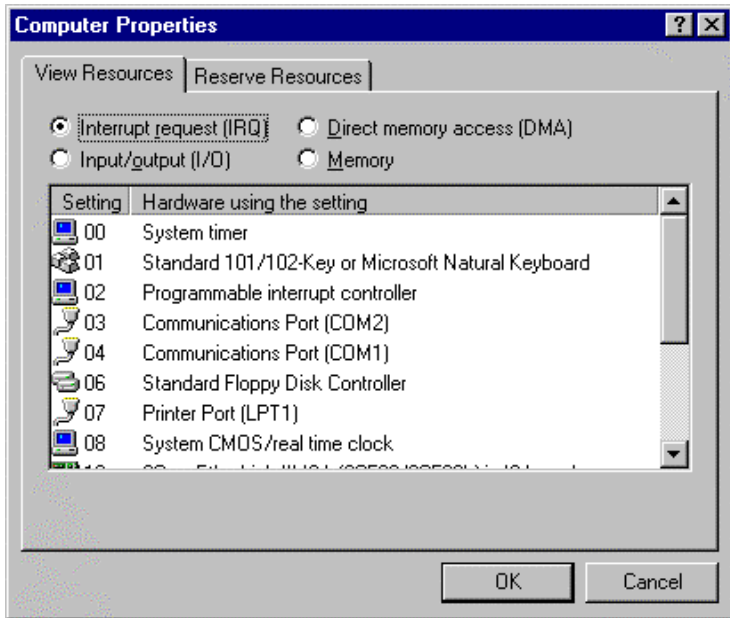 Computer Properties
View Resources Reserve Resources
Interrupt request (IRQ) Direct memory access (DMA)
Input/output (I/O) Memory
Setting Hardware using the setting
00 System timer
01 Standard 101/102-Key or Microsoft Natural Keyboard
02 Programmable interrupt controller
03 Communications Port (COM2)
04 Communications Port (COM1)
06 Standard Floppy Disk Controller
07 Printer Port (LPT1)
08 System CMOS/real time clock
OK Cancel